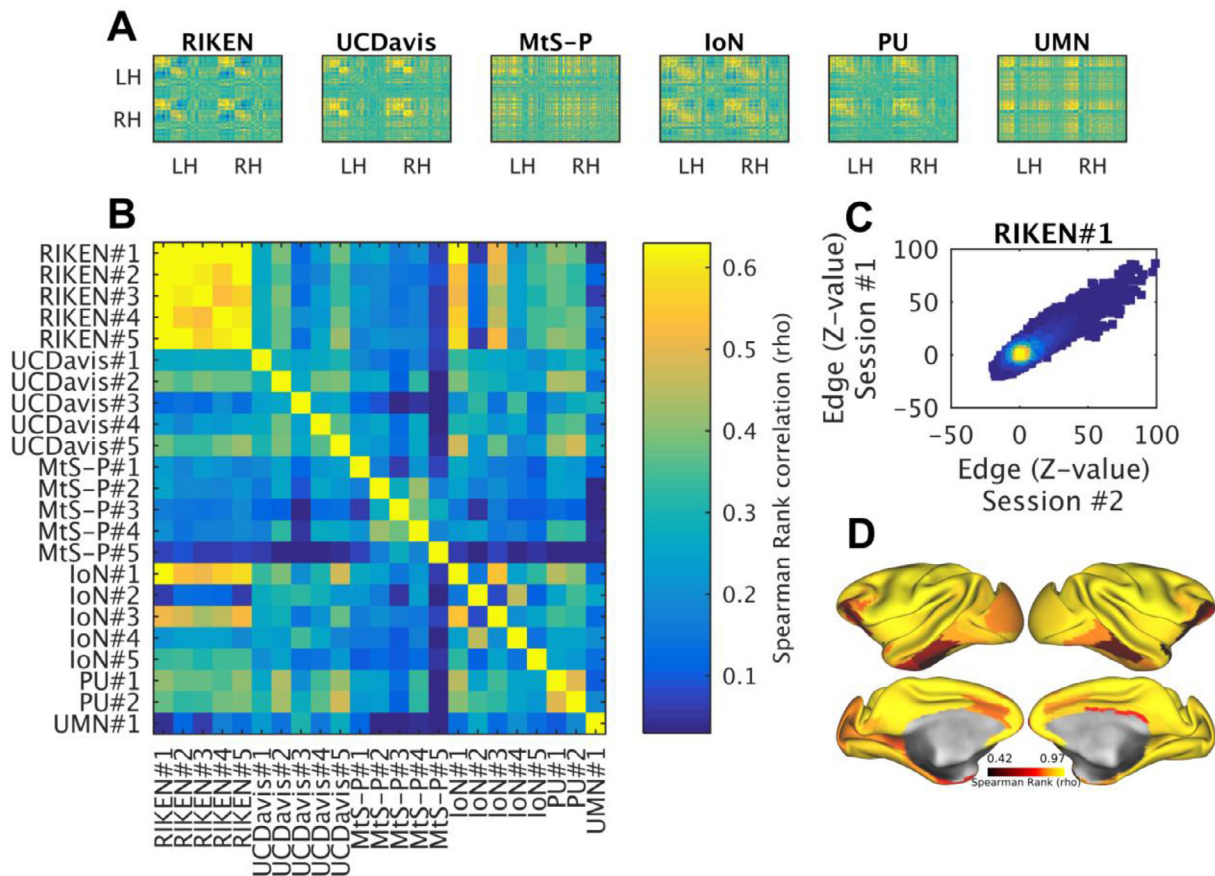 A
RIKEN UCDavis MtS-P IoN PU UMN
LH
RH
LH RH LH RH LH RH LH RH LH RH LH RH
B
RIKEN#1
RIKEN#2
RIKEN#3
RIKEN#4
RIKEN#5
UCDavis#1
UCDavis#2
UCDavis#3
UCDavis#4
UCDavis#5
MtS-P#1
MtS-P#2
MtS-P#3
MtS-P#4
MtS-P#5
IoN#1
IoN#2
IoN#3
IoN#4
IoN#5
PU#1
PU#2
UMN#1
RIKEN#1
RIKEN#2
RIKEN#3
RIKEN#4
RIKEN#5
UCDavis#1
UCDavis#2
UCDavis#3
UCDavis#4
UCDavis#5
MtS-P#1
MtS-P#2
MtS-P#3
MtS-P#4
MtS-P#5
IoN#1
IoN#2
IoN#3
IoN#4
IoN#5
PU#1
PU#2
UMN#1
0.6
0.5
0.4
0.3
0.2
0.1
Spearman Rank correlation (rho)
C
RIKEN#1
Edge (Z-value)
Session #1
100
50
0
-50
-50 0 50 100
Edge (Z-value)
Session #2
D
0.42 0.97
Spearman Rank (rho)